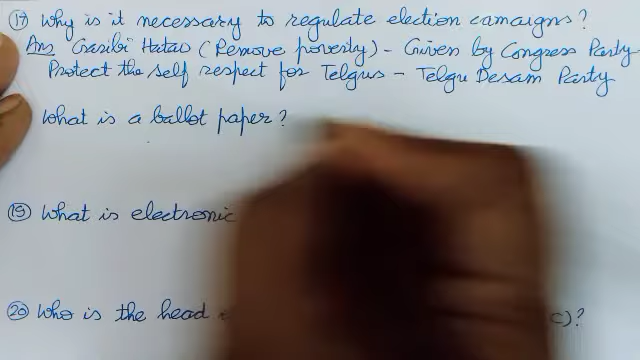 17 Why is it necessary to regulate election camaigns?
Ans Garibi Hatao (Remove poverty) - Given by Congress Party
Protect the self respect for Telgus - Telgu Desam Party
What is a ballot paper?
19 What is electronic
20 Who is the head
c)?